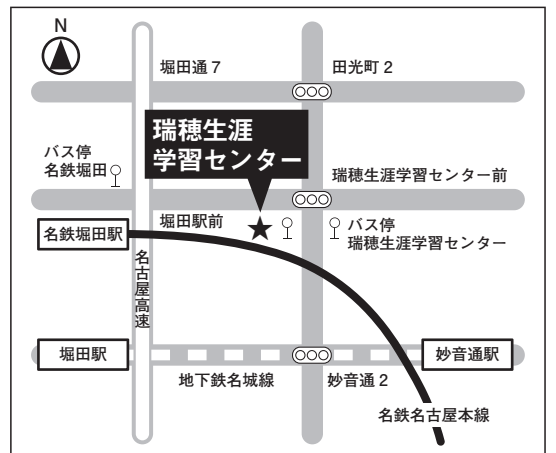 N
堀田通7
田光町2
瑞穂生涯
学習センター
バス停
名鉄堀田
瑞穂生涯学習センター前
堀田駅前
バス停
瑞穂生涯学習センター
名鉄堀田駅
名古屋高速
堀田駅
妙音通駅
地下鉄名城線
妙音通2
名鉄名古屋本線